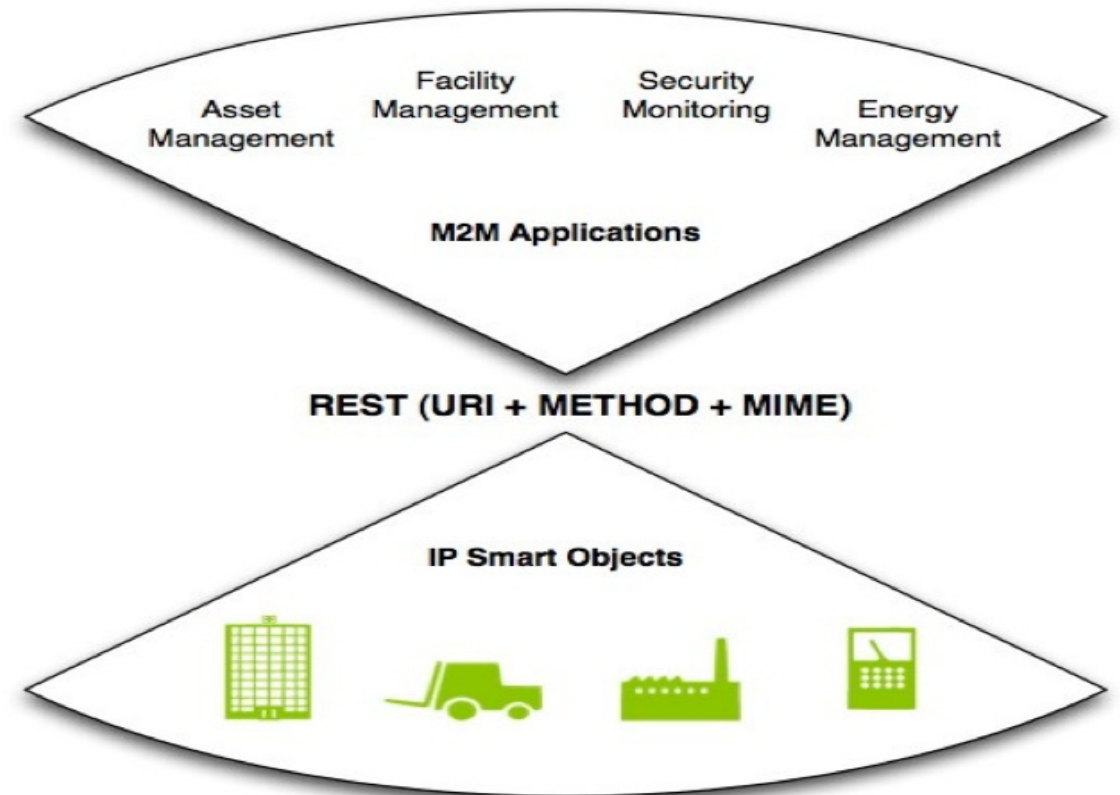 Asset
Management
Facility
Management
Security
Monitoring
Energy
Management
M2M Applications
REST (URI + METHOD + MIME)
IP Smart Objects